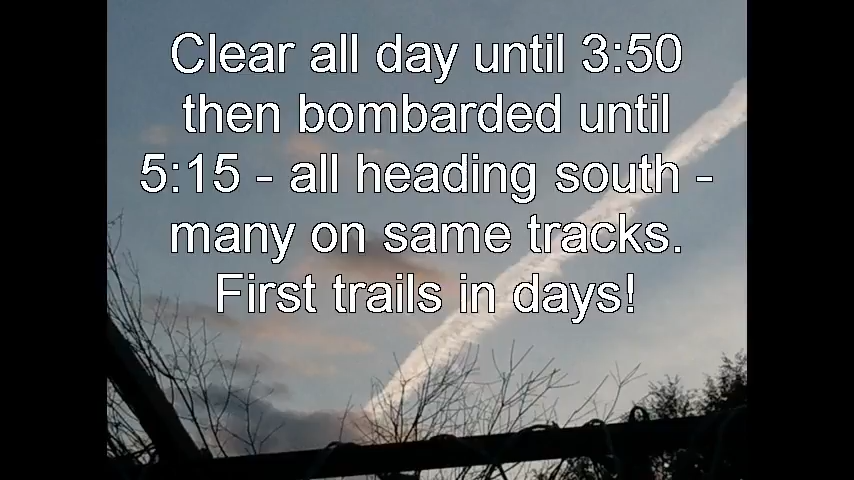 Clear all day until 3:50
then bombarded until
5:15 - all heading south -
many on same tracks.
First trails in days!